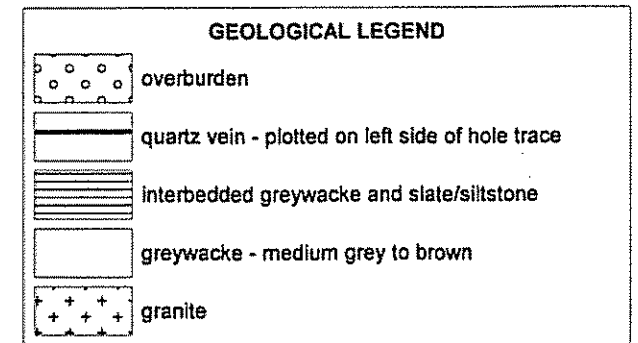 GEOLOGICAL LEGEND
overburden
quartz vein - plotted on left side of hole trace
interbedded greywacke and slate/siltstone
greywacke - medium grey to brown
granite